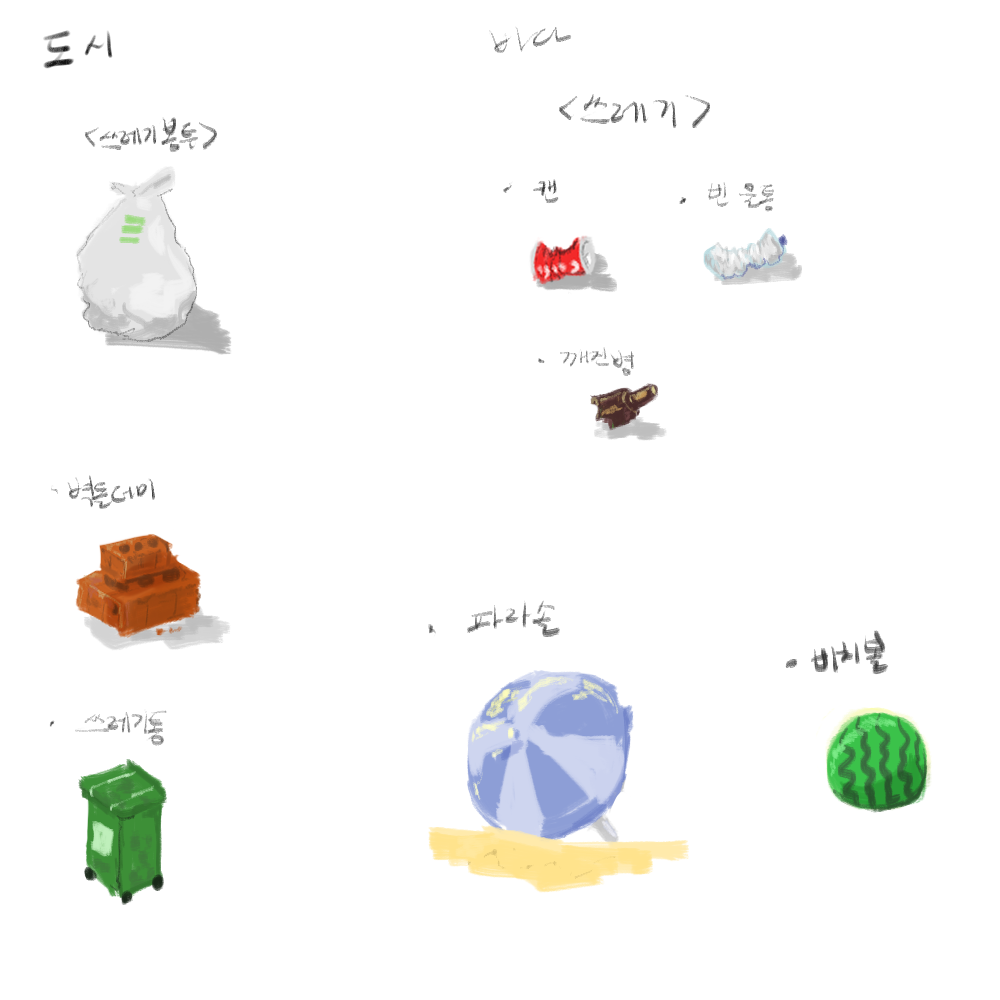 도시
<쓰레기봉투>
· 벽돌더미
· 쓰레기통
바다
<쓰레기>
· 캔
· 빈 물통
· 깨진병
· 파라솔
· 비치볼